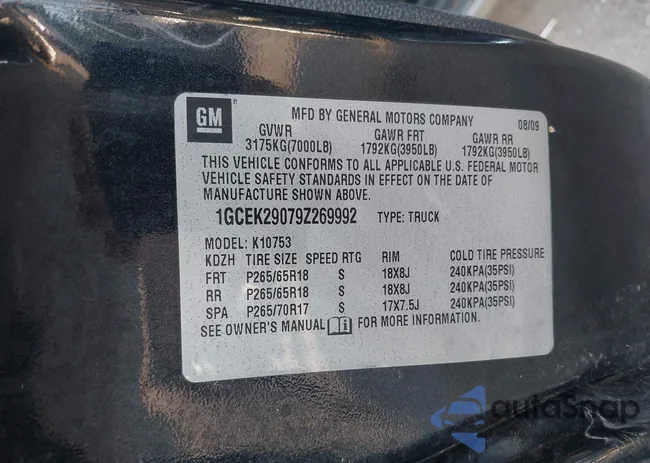 GM
MFD BY GENERAL MOTORS COMPANY 08/09
GVWR GAWR FRT GAWR RR
3175KG(7000LB) 1792KG(3950LB) 1792KG(3950LB)
THIS VEHICLE CONFORMS TO ALL APPLICABLE U.S. FEDERAL MOTOR
VEHICLE SAFETY STANDARDS IN EFFECT ON THE DATE OF
MANUFACTURE SHOWN ABOVE.
1GCEK29079Z269992 TYPE: TRUCK
MODEL: K10753
KDZH TIRE SIZE SPEED RTG RIM COLD TIRE PRESSURE
FRT P265/65R18 S 18X8J 240KPA(35PSI)
RR P265/65R18 S 18X8J 240KPA(35PSI)
SPA P265/70R17 S 17X7.5J 240KPA(35PSI)
SEE OWNER'S MANUAL FOR MORE INFORMATION.
autoSnap